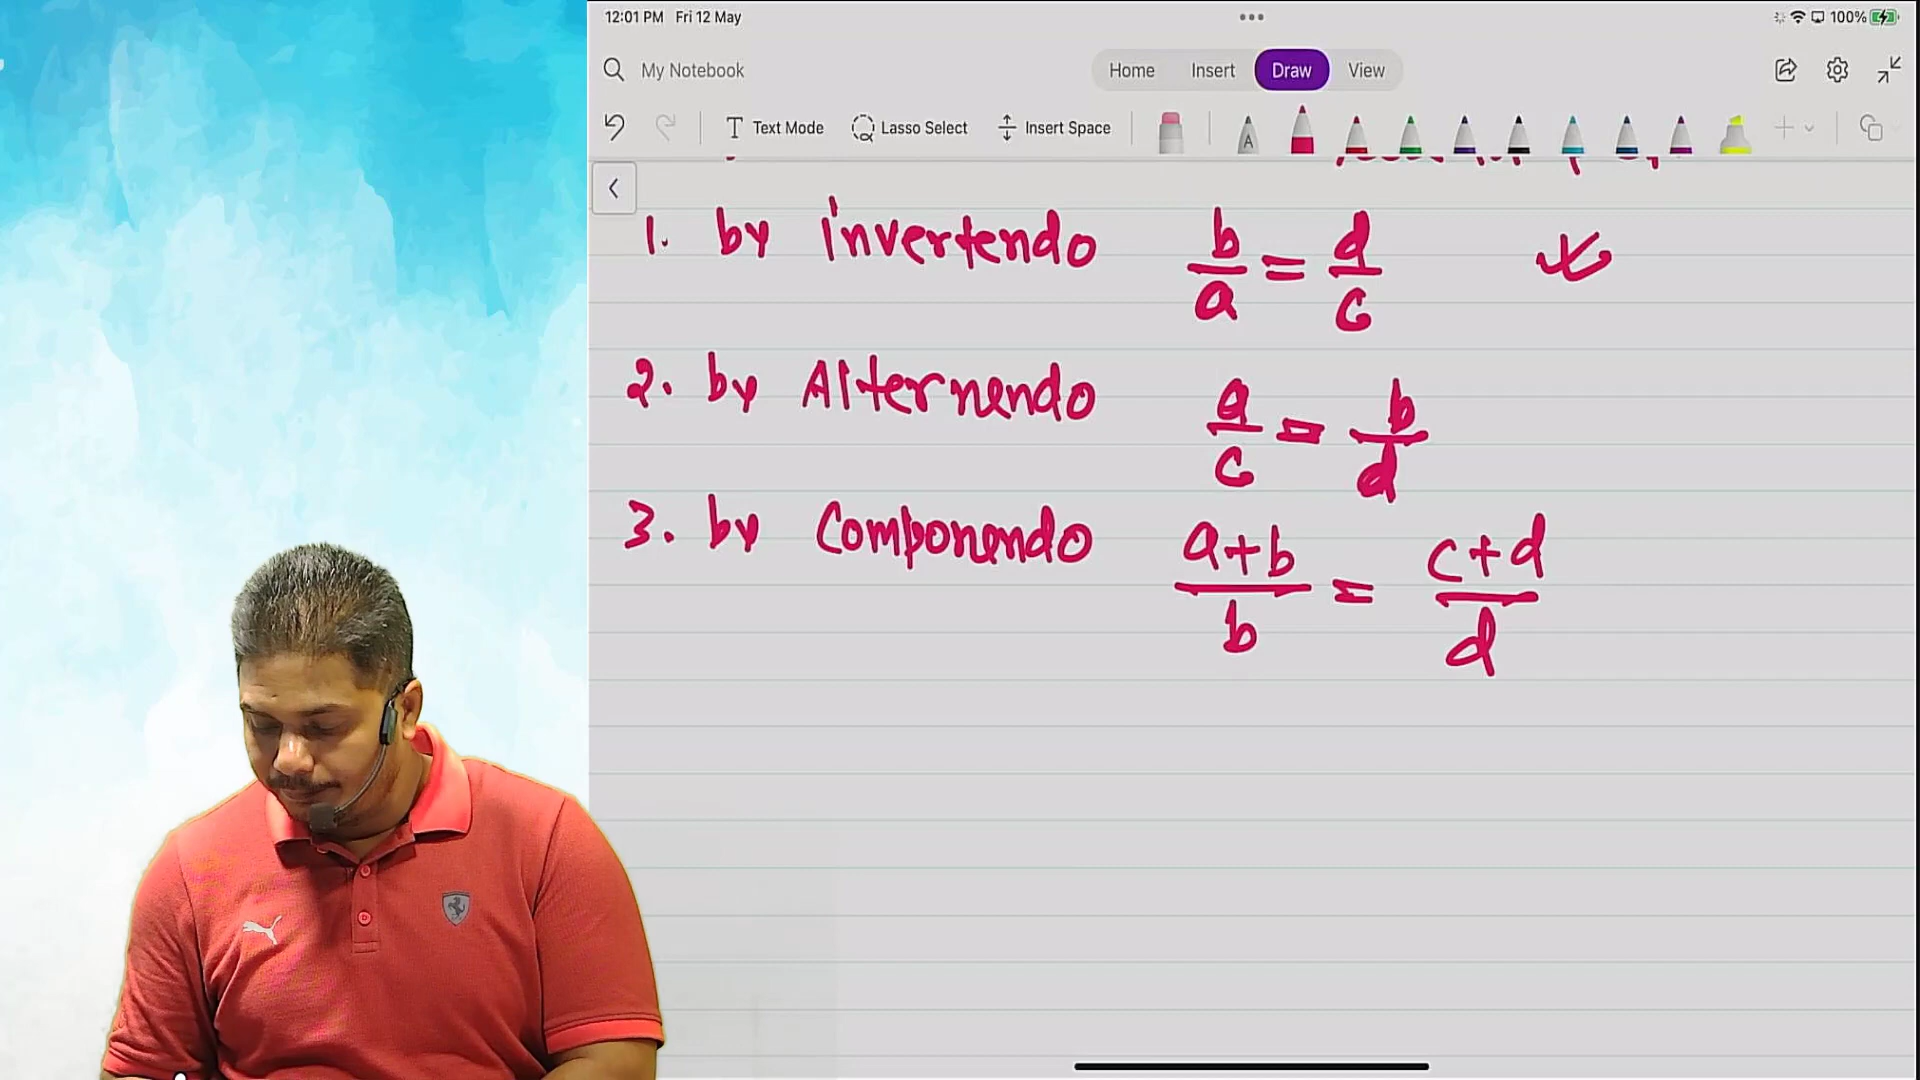 12:01 PM Fri 12 May
100%
My Notebook
Home Insert Draw View
Text Mode Lasso Select Insert Space
A
1. by invertendo b/a = d/c
2. by Alternendo a/c = b/d
3. by Componendo a+b/b = c+d/d